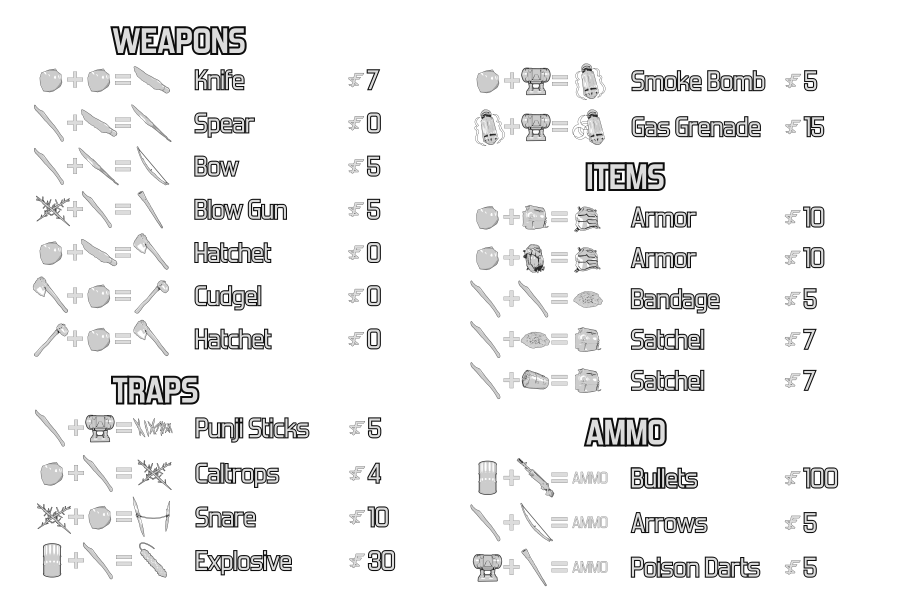 WEAPONS
Knife 7
Spear 0
Bow 5
Blow Gun 5
Hatchet 0
Cudgel 0
Hatchet 0
TRAPS
Punji Sticks 5
Caltrops 4
Snare 10
Explosive 30
Smoke Bomb 5
Gas Grenade 15
ITEMS
Armor 10
Armor 10
Bandage 5
Satchel 7
Satchel 7
AMMO
AMMO Bullets 100
AMMO Arrows 5
AMMO Poison Darts 5